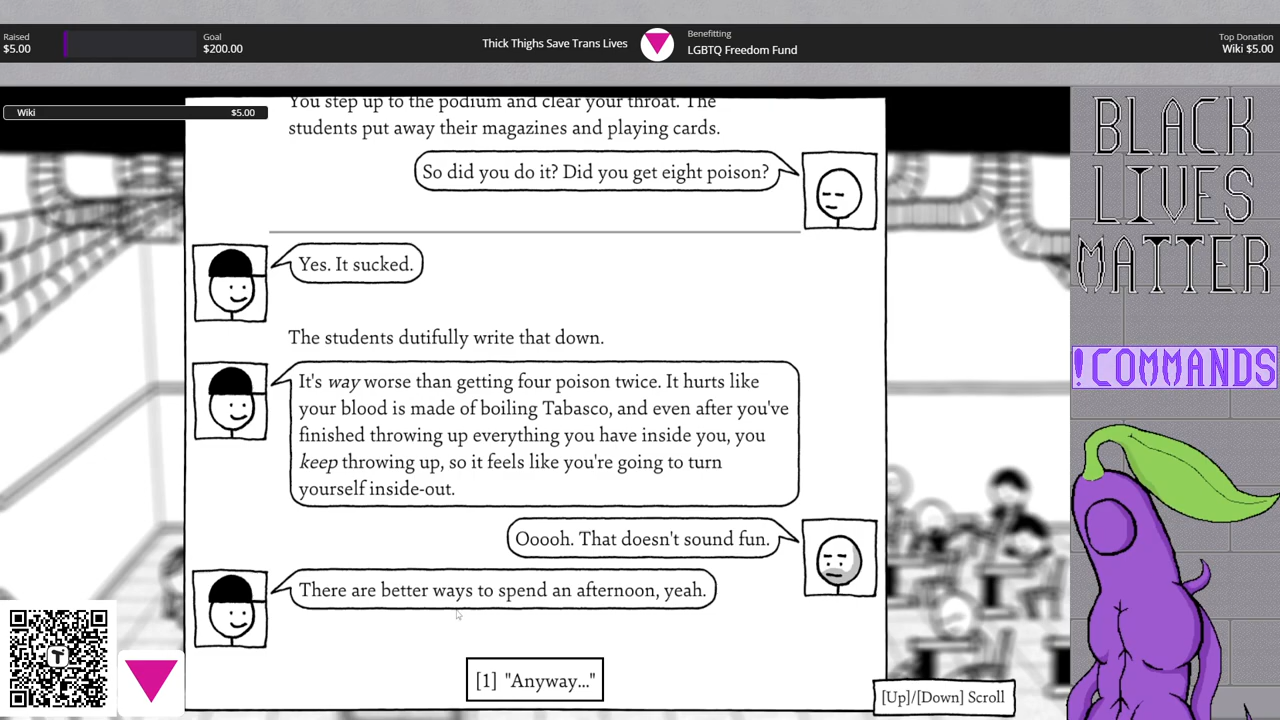 Raised
$5.00
Goal
$200.00
Thick Thighs Save Trans Lives
Benefitting
LGBTQ Freedom Fund
Top Donation
Wiki $5.00
Wiki $5.00
You step up to the podium and clear your throat. The
students put away their magazines and playing cards.
So did you do it? Did you get eight poison?
Yes. It sucked.
The students dutifully write that down.
It's way worse than getting four poison twice. It hurts like
your blood is made of boiling Tabasco, and even after you've
finished throwing up everything you have inside you, you
keep throwing up, so it feels like you're going to turn
yourself inside-out.
Ooooh. That doesn't sound fun.
There are better ways to spend an afternoon, yeah.
[1] "Anyway..."
[Up]/[Down] Scroll
BLACK
LIVES
MATTER
!COMMANDS
T